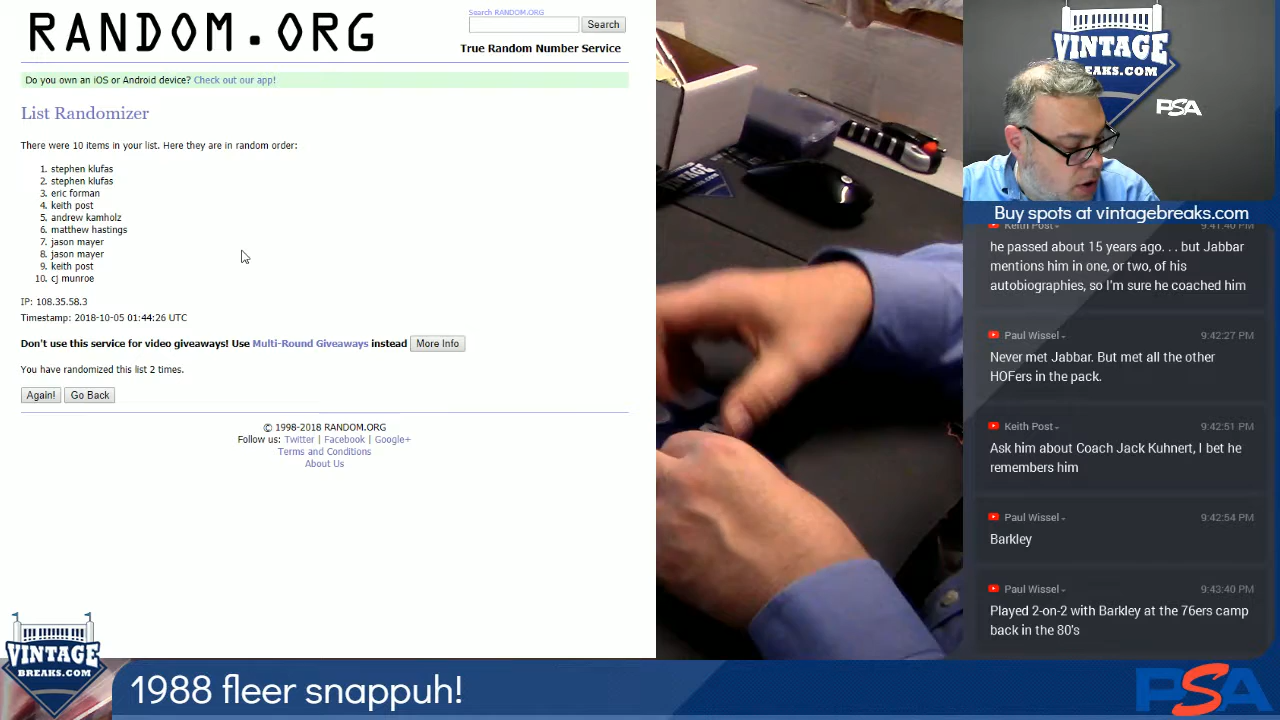 RANDOM.ORG
Search RANDOM.ORG
Search
True Random Number Service
Do you own an iOS or Android device? Check out our app!
List Randomizer
There were 10 items in your list. Here they are in random order:
1. stephen klufas
2. stephen klufas
3. eric forman
4. keith post
5. andrew kamholz
6. matthew hastings
7. jason mayer
8. jason mayer
9. keith post
10. cj munroe
IP: 108.35.58.3
Timestamp: 2018-10-05 01:44:26 UTC
Don't use this service for video giveaways! Use Multi-Round Giveaways instead More Info
You have randomized this list 2 times.
Again! Go Back
© 1998-2018 RANDOM.ORG
Follow us: Twitter | Facebook | Google+
Terms and Conditions
About Us
VINTAGE
BREAKS.COM
PSA
Buy spots at vintagebreaks.com
Keith Post 9:41:40 PM
he passed about 15 years ago. . . but Jabbar
mentions him in one, or two, of his
autobiographies, so I'm sure he coached him
Paul Wissel 9:42:27 PM
Never met Jabbar. But met all the other
HOFers in the pack.
Keith Post 9:42:51 PM
Ask him about Coach Jack Kuhnert, I bet he
remembers him
Paul Wissel 9:42:54 PM
Barkley
Paul Wissel 9:43:40 PM
Played 2-on-2 with Barkley at the 76ers camp
back in the 80's
VINTAGE
BREAKS.COM
1988 fleer snappuh!
PSA